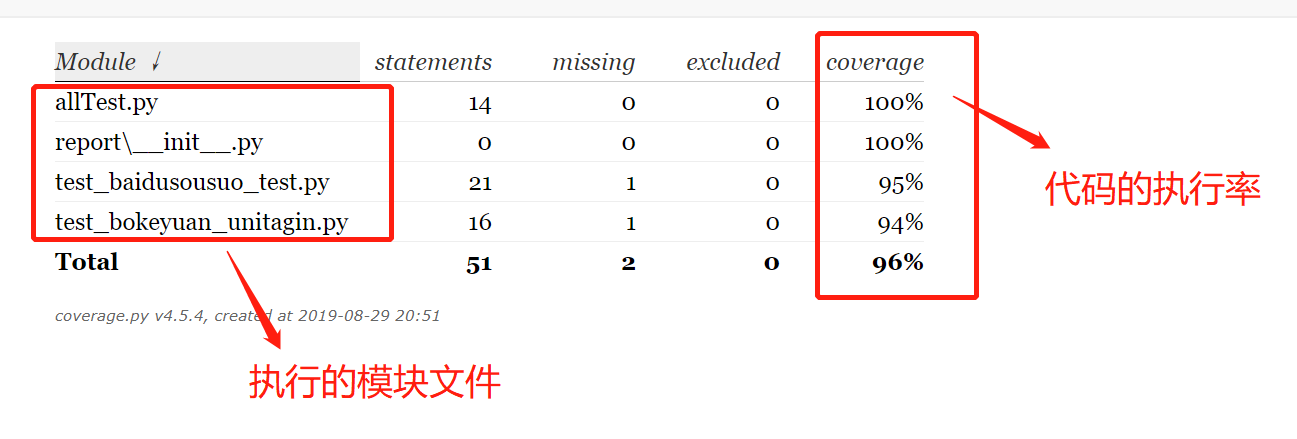 Module ↓ statements missing excluded coverage
allTest.py 14 0 0 100%
report\__init__.py 0 0 0 100%
test_baidusousuo_test.py 21 1 0 95%
test_bokeyuan_unitagin.py 16 1 0 94%
Total 51 2 0 96%
代码的执行率
coverage.py v4.5.4, created at 2019-08-29 20:51
执行的模块文件